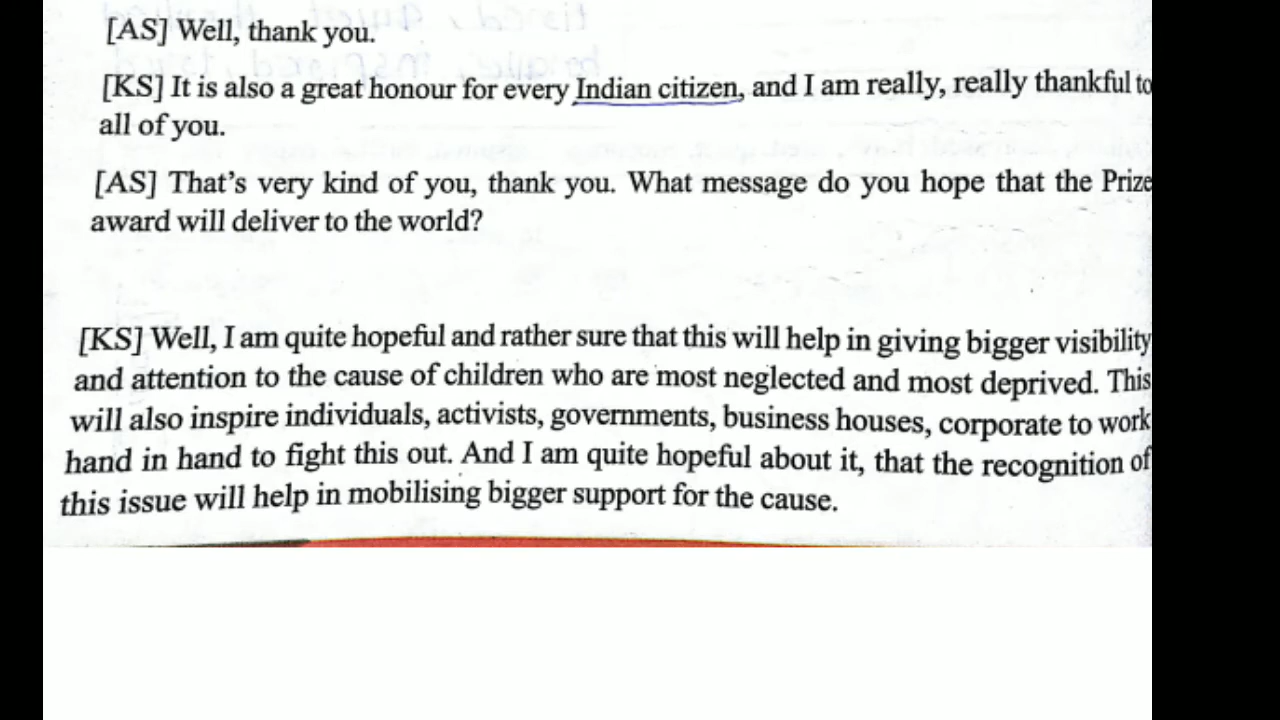 [AS] Well, thank you.
[KS] It is also a great honour for every Indian citizen, and I am really, really thankful to
all of you.
[AS] That's very kind of you, thank you. What message do you hope that the Prize
award will deliver to the world?
[KS] Well, I am quite hopeful and rather sure that this will help in giving bigger visibility
and attention to the cause of children who are most neglected and most deprived. This
will also inspire individuals, activists, governments, business houses, corporate to work
hand in hand to fight this out. And I am quite hopeful about it, that the recognition of
this issue will help in mobilising bigger support for the cause.